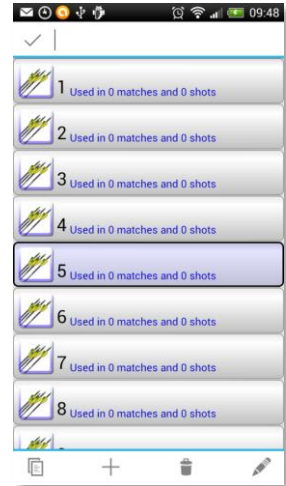 09:48
1 Used in 0 matches and 0 shots
2 Used in 0 matches and 0 shots
3 Used in 0 matches and 0 shots
4 Used in 0 matches and 0 shots
5 Used in 0 matches and 0 shots
6 Used in 0 matches and 0 shots
7 Used in 0 matches and 0 shots
8 Used in 0 matches and 0 shots